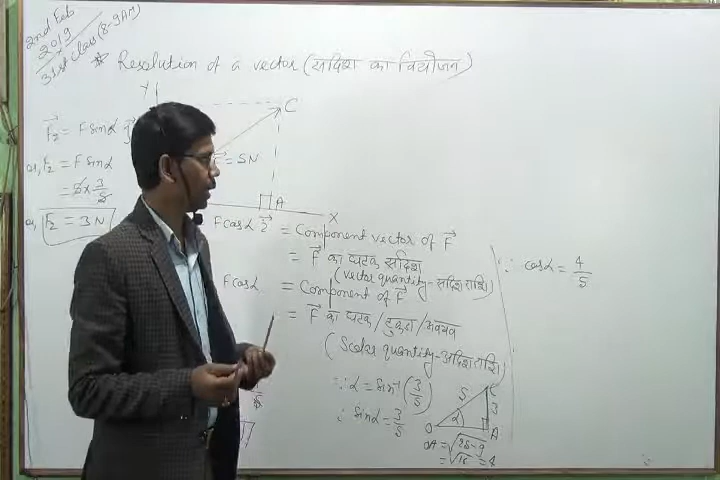 2nd Feb
2019
31st class (8-9AM)
* Resolution of a vector (सदिश का वियोजन)
Y
C
F₂ = F sinα
or, F₂ = F sinα
= 5 × 3/5
or, F₂ = 3N
F = 5N
A
X
F cosα î = Component vector of F⃗
= F⃗ का घटक सदिश
(vector quantity - सदिश राशि)
F cosα = Component of F⃗
= F⃗ का घटक / टुकड़ा / अवयव
(Scalar quantity - अदिश राशि)
∵ α = sin⁻¹(3/5)
∴ sinα = 3/5
5
C
3
α
O
A
OA = √25-9
= √16 = 4
∵ cosα = 4/5